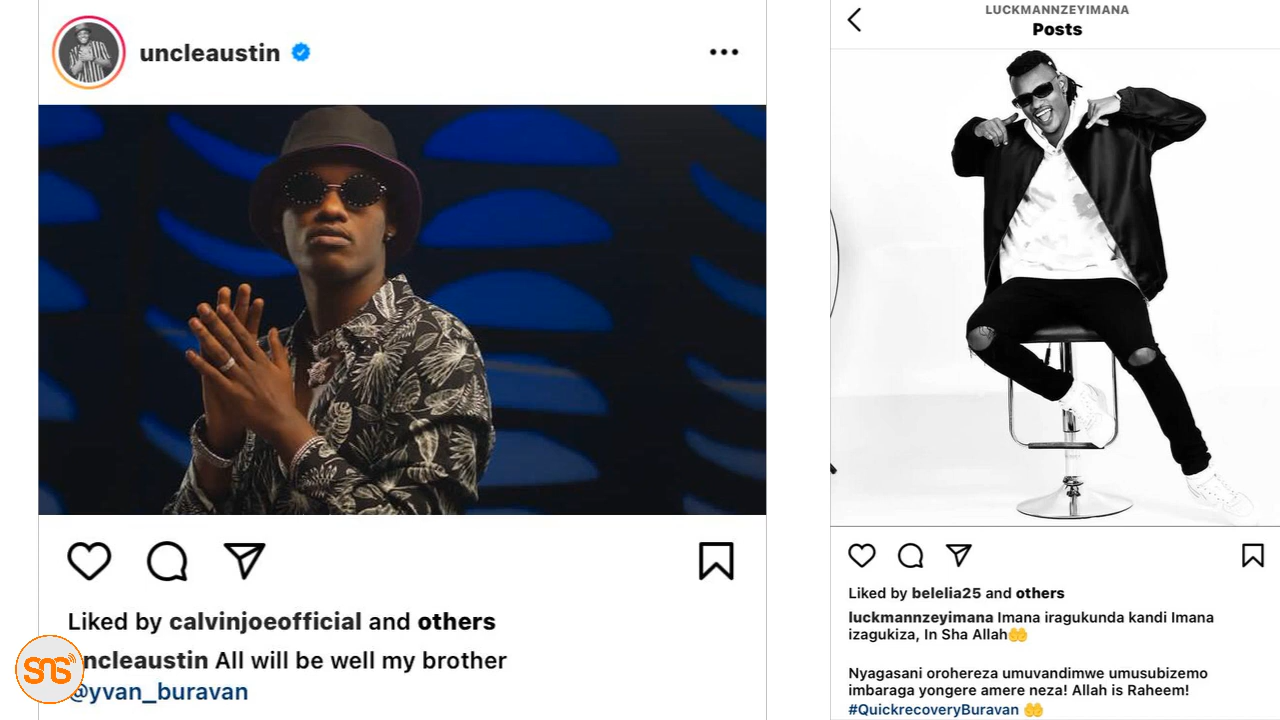 uncleaustin
Liked by calvinjoeofficial and others
uncleaustin All will be well my brother
@yvan_buravan
SNS
LUCKMANNZEYIMANA
Posts
Liked by belelia25 and others
luckmannzeyimana Imana iragukunda kandi Imana
izagukiza, In Sha Allah🤲
Nyagasani orohereza umuvandimwe umusubizemo
imbaraga yongere amere neza! Allah is Raheem!
#QuickrecoveryBuravan 🤲